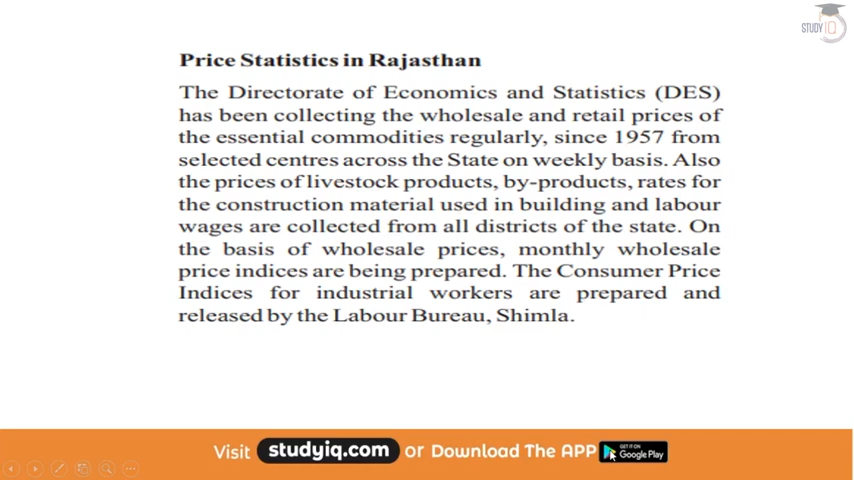 STUDY IQ
Price Statistics in Rajasthan
The Directorate of Economics and Statistics (DES)
has been collecting the wholesale and retail prices of
the essential commodities regularly, since 1957 from
selected centres across the State on weekly basis. Also
the prices of livestock products, by-products, rates for
the construction material used in building and labour
wages are collected from all districts of the state. On
the basis of wholesale prices, monthly wholesale
price indices are being prepared. The Consumer Price
Indices for industrial workers are prepared and
released by the Labour Bureau, Shimla.
Visit studyiq.com or Download The APP GET IT ON Google Play